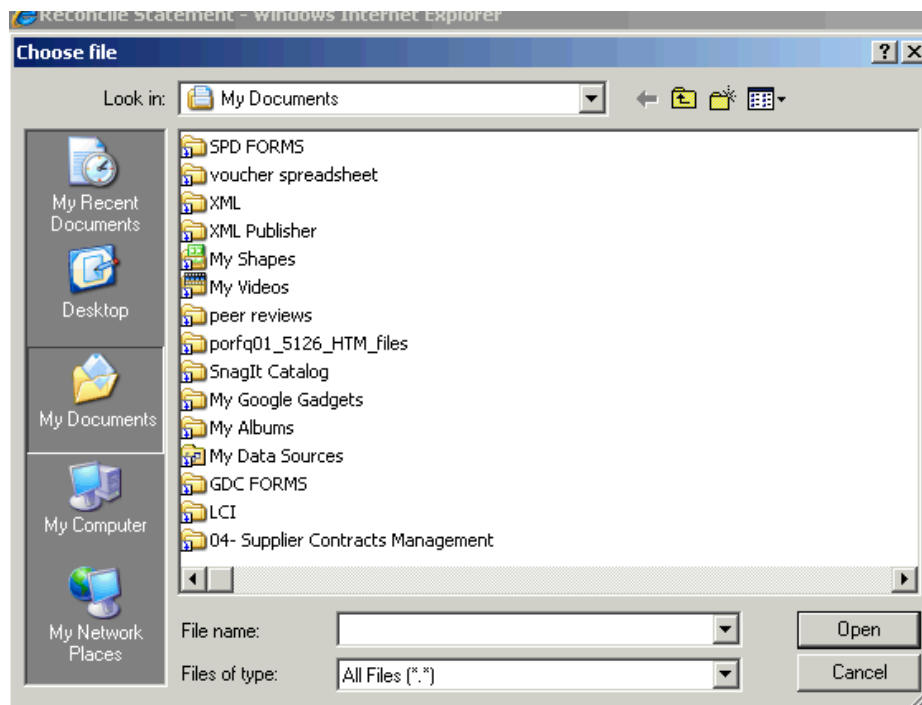 Reconcile Statement - Windows Internet Explorer
Choose file
Look in: My Documents
My Recent
Documents
Desktop
My Documents
My Computer
My Network
Places
SPD FORMS
voucher spreadsheet
XML
XML Publisher
My Shapes
My Videos
peer reviews
porfq01_5126_HTM_files
SnagIt Catalog
My Google Gadgets
My Albums
My Data Sources
GDC FORMS
LCI
04- Supplier Contracts Management
File name:
Open
Files of type: All Files (*.*)
Cancel